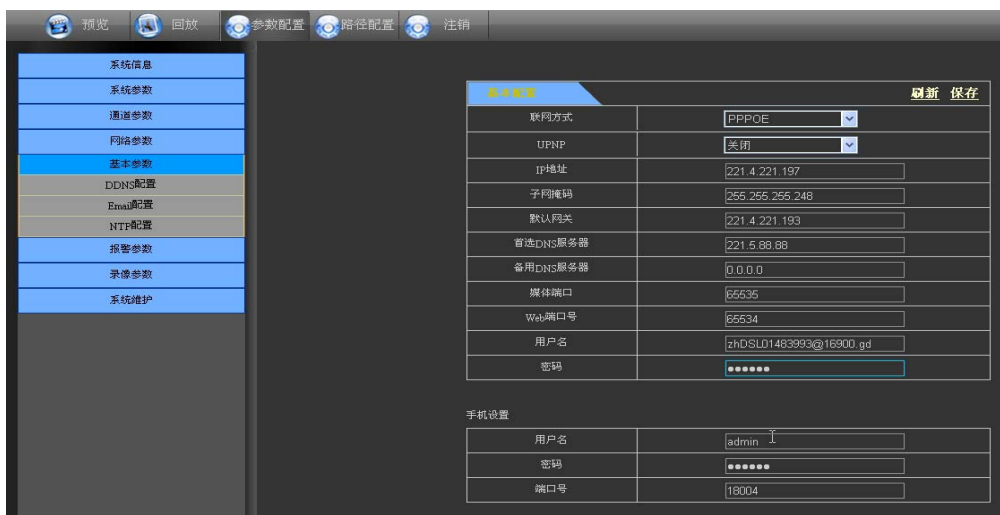 预览 回放 参数配置 路径配置 注销
系统信息
系统参数
通道参数
网络参数
基本参数
DDNS配置
Email配置
NTP配置
报警参数
录像参数
系统维护
基本配置 刷新 保存
联网方式 PPPOE
UPNP 关闭
IP地址 221.4.221.197
子网掩码 255.255.255.248
默认网关 221.4.221.193
首选DNS服务器 221.5.88.88
备用DNS服务器 0.0.0.0
媒体端口 65535
Web端口号 65534
用户名 zhDSL01483993@16900.gd
密码 ●●●●●●
手机设置
用户名 admin
密码 ●●●●●●
端口号 18004